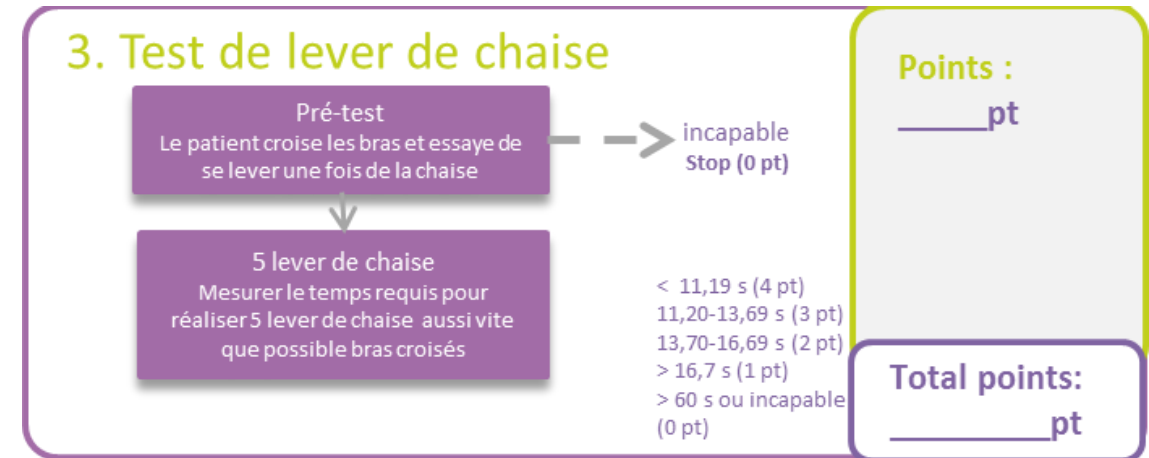 3. Test de lever de chaise
Pré-test
Le patient croise les bras et essaye de
se lever une fois de la chaise
incapable
Stop (0 pt)
5 lever de chaise
Mesurer le temps requis pour
réaliser 5 lever de chaise aussi vite
que possible bras croisés
< 11,19 s (4 pt)
11,20-13,69 s (3 pt)
13,70-16,69 s (2 pt)
> 16,7 s (1 pt)
> 60 s ou incapable
(0 pt)
Points :
_____pt
Total points:
_________pt